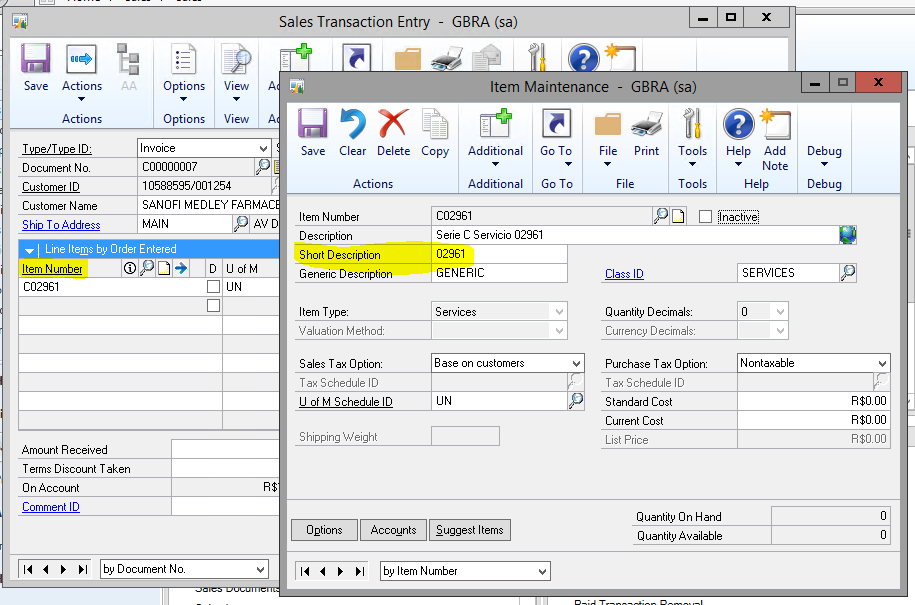 Sales Transaction Entry - GBRA (sa)
Save Actions AA Options View
Actions Options View
Type/Type ID: Invoice
Document No. C00000007
Customer ID 10588595/001254
Customer Name SANOFI MEDLEY FARMACE
Ship To Address MAIN AV D
Line Items by Order Entered
Item Number D U of M
C02961 UN
Amount Received
Terms Discount Taken
On Account
Comment ID
by Document No.
Item Maintenance - GBRA (sa)
Save Clear Delete Copy Additional Go To File Print Tools Help Add Note Debug
Actions Additional Go To File Tools Help Debug
Item Number C02961 Inactive
Description Serie C Servicio 02961
Short Description 02961
Generic Description GENERIC Class ID SERVICES
Item Type: Services Quantity Decimals: 0
Valuation Method: Currency Decimals:
Sales Tax Option: Base on customers Purchase Tax Option: Nontaxable
Tax Schedule ID Tax Schedule ID
U of M Schedule ID UN Standard Cost R$0.00
Current Cost R$0.00
Shipping Weight List Price R$0.00
Options Accounts Suggest Items
Quantity On Hand 0
Quantity Available 0
by Item Number
Sales Documents
Paid Transaction Removal